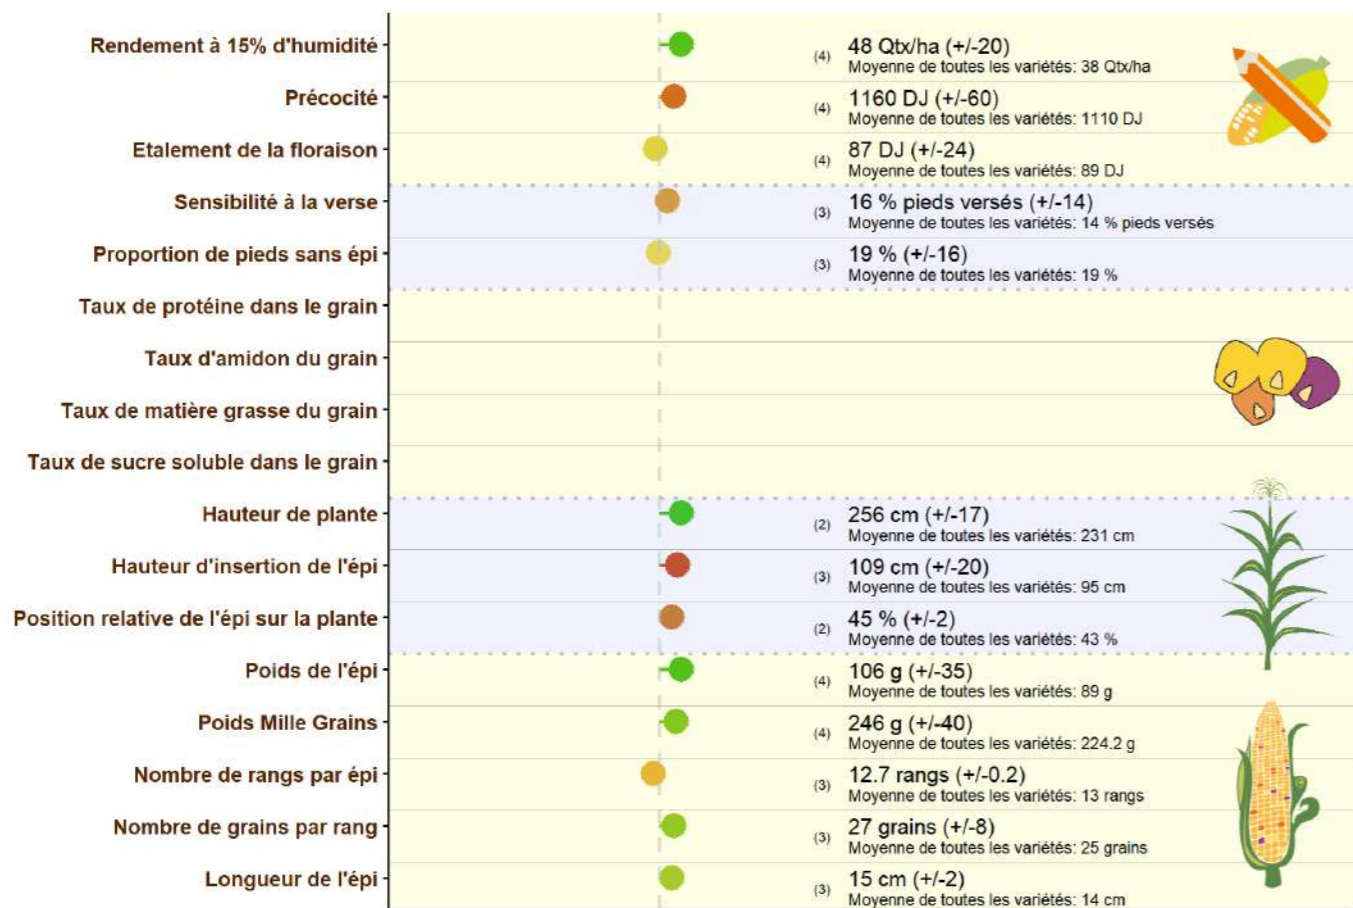 Rendement à 15% d'humidité
(4)
48 Qtx/ha (+/-20)
Moyenne de toutes les variétés: 38 Qtx/ha
Précocité
(4)
1160 DJ (+/-60)
Moyenne de toutes les variétés: 1110 DJ
Etalement de la floraison
(4)
87 DJ (+/-24)
Moyenne de toutes les variétés: 89 DJ
Sensibilité à la verse
(3)
16 % pieds versés (+/-14)
Moyenne de toutes les variétés: 14 % pieds versés
Proportion de pieds sans épi
(3)
19 % (+/-16)
Moyenne de toutes les variétés: 19 %
Taux de protéine dans le grain
Taux d'amidon du grain
Taux de matière grasse du grain
Taux de sucre soluble dans le grain
Hauteur de plante
(2)
256 cm (+/-17)
Moyenne de toutes les variétés: 231 cm
Hauteur d'insertion de l'épi
(3)
109 cm (+/-20)
Moyenne de toutes les variétés: 95 cm
Position relative de l'épi sur la plante
(2)
45 % (+/-2)
Moyenne de toutes les variétés: 43 %
Poids de l'épi
(4)
106 g (+/-35)
Moyenne de toutes les variétés: 89 g
Poids Mille Grains
(4)
246 g (+/-40)
Moyenne de toutes les variétés: 224.2 g
Nombre de rangs par épi
(3)
12.7 rangs (+/-0.2)
Moyenne de toutes les variétés: 13 rangs
Nombre de grains par rang
(3)
27 grains (+/-8)
Moyenne de toutes les variétés: 25 grains
Longueur de l'épi
(3)
15 cm (+/-2)
Moyenne de toutes les variétés: 14 cm